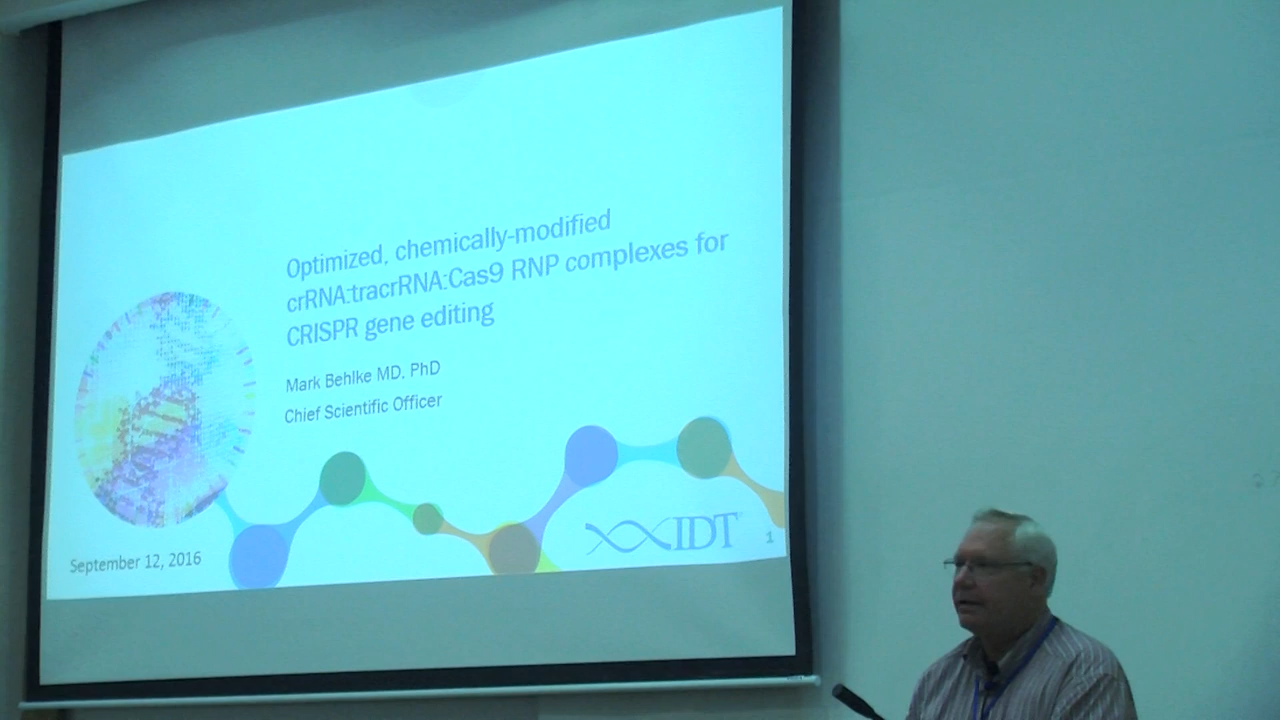 Optimized, chemically-modified
crRNA:tracrRNA:Cas9 RNP complexes for
CRISPR gene editing
Mark Behlke MD, PhD
Chief Scientific Officer
September 12, 2016
IDT
1